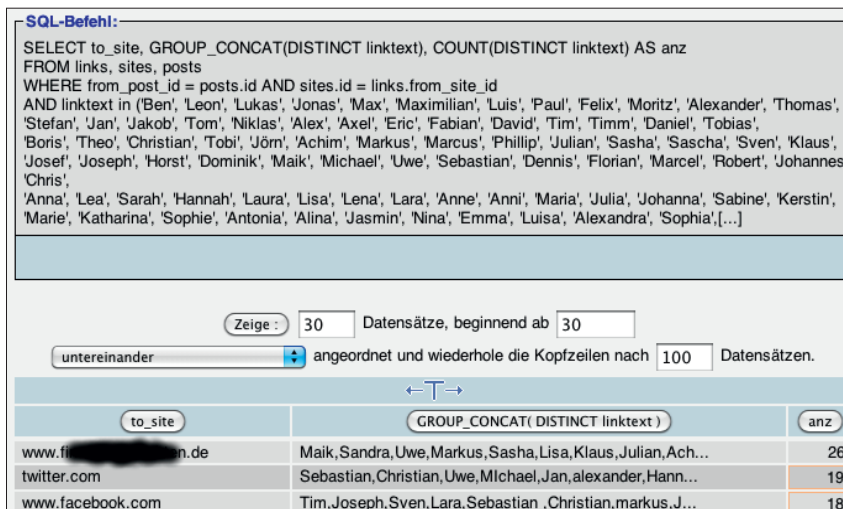 SQL-Befehl:
SELECT to_site, GROUP_CONCAT(DISTINCT linktext), COUNT(DISTINCT linktext) AS anz
FROM links, sites, posts
WHERE from_post_id = posts.id AND sites.id = links.from_site_id
AND linktext in ('Ben', 'Leon', 'Lukas', 'Jonas', 'Max', 'Maximilian', 'Luis', 'Paul', 'Felix', 'Moritz', 'Alexander', 'Thomas',
'Stefan', 'Jan', 'Jakob', 'Tom', 'Niklas', 'Alex', 'Axel', 'Eric', 'Fabian', 'David', 'Tim', 'Timm', 'Daniel', 'Tobias',
'Boris', 'Theo', 'Christian', 'Tobi', 'Jörn', 'Achim', 'Markus', 'Marcus', 'Phillip', 'Julian', 'Sasha', 'Sascha', 'Sven', 'Klaus',
'Josef', 'Joseph', 'Horst', 'Dominik', 'Maik', 'Michael', 'Uwe', 'Sebastian', 'Dennis', 'Florian', 'Marcel', 'Robert', 'Johannes
'Chris',
'Anna', 'Lea', 'Sarah', 'Hannah', 'Laura', 'Lisa', 'Lena', 'Lara', 'Anne', 'Anni', 'Maria', 'Julia', 'Johanna', 'Sabine', 'Kerstin',
'Marie', 'Katharina', 'Sophie', 'Antonia', 'Alina', 'Jasmin', 'Nina', 'Emma', 'Luisa', 'Alexandra', 'Sophia',[...]
Zeige : 30 Datensätze, beginnend ab 30
untereinander angeordnet und wiederhole die Kopfzeilen nach 100 Datensätzen.
←T→
to_site GROUP_CONCAT( DISTINCT linktext ) anz
www.fi n.de Maik,Sandra,Uwe,Markus,Sasha,Lisa,Klaus,Julian,Ach... 26
twitter.com Sebastian,Christian,Uwe,MIchael,Jan,alexander,Hann... 19
www.facebook.com Tim,Joseph,Sven,Lara,Sebastian ,Christian,markus,J... 18